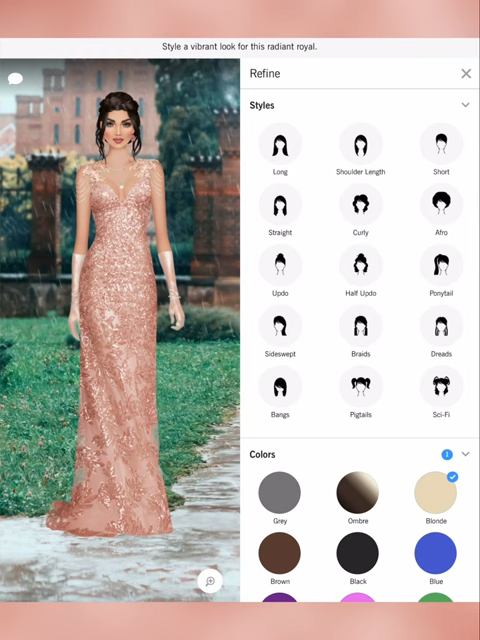 Style a vibrant look for this radiant royal.
Refine
Styles
Long Shoulder Length Short
Straight Curly Afro
Updo Half Updo Ponytail
Sideswept Braids Dreads
Bangs Pigtails Sci-Fi
Colors 1
Grey Ombre Blonde
Brown Black Blue